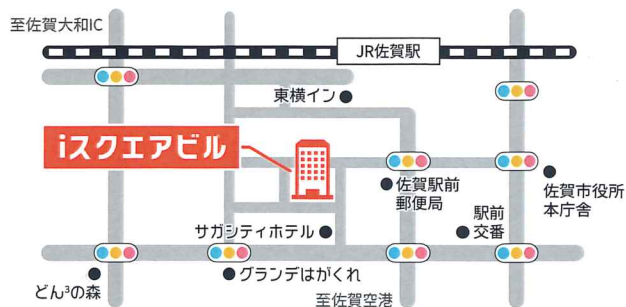 至佐賀大和IC
JR佐賀駅
東横イン
iスクエアビル
佐賀駅前
郵便局
佐賀市役所
本庁舎
サガシティホテル
駅前
交番
どん³の森
グランデはがくれ
至佐賀空港